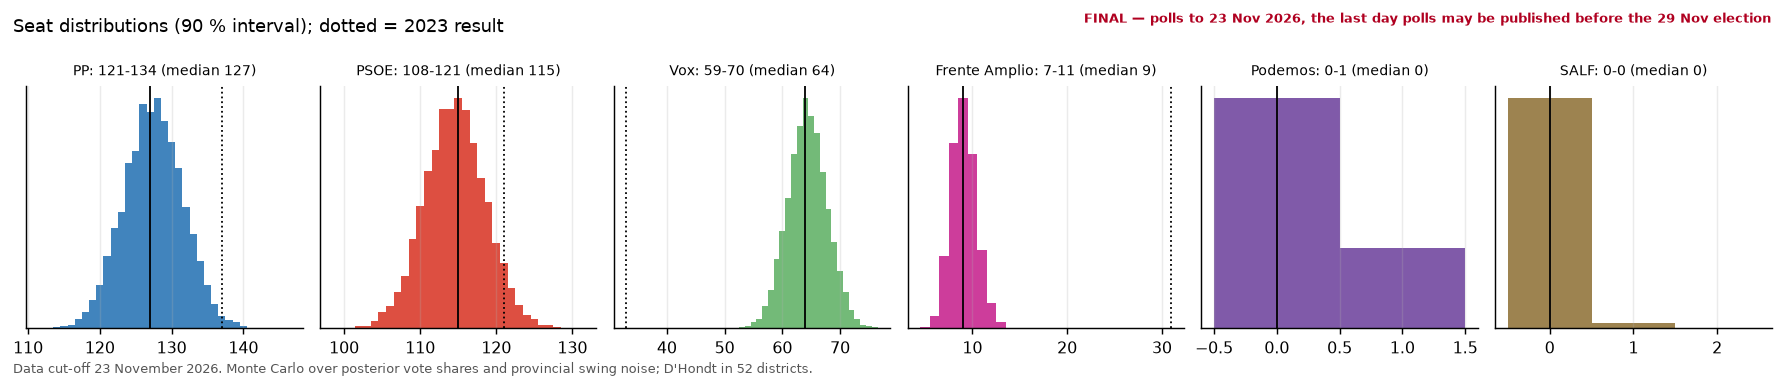 Seat distributions (90 % interval); dotted = 2023 result
FINAL — polls to 23 Nov 2026, the last day polls may be published before the 29 Nov election
PP: 121-134 (median 127)
PSOE: 108-121 (median 115)
Vox: 59-70 (median 64)
Frente Amplio: 7-11 (median 9)
Podemos: 0-1 (median 0)
SALF: 0-0 (median 0)
110 120 130 140
100 110 120 130
40 50 60 70
10 20 30
−0.5 0.0 0.5 1.0 1.5
0 1 2
Data cut-off 23 November 2026. Monte Carlo over posterior vote shares and provincial swing noise; D'Hondt in 52 districts.